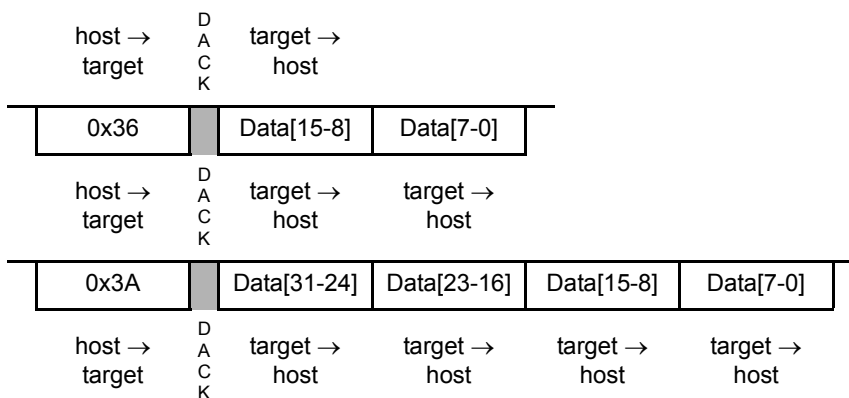 host → D A C K target →
target host
0x36 Data[15-8] Data[7-0]
host → D A C K target → target →
target host host
0x3A Data[31-24] Data[23-16] Data[15-8] Data[7-0]
host → D A C K target → target → target → target →
target host host host host